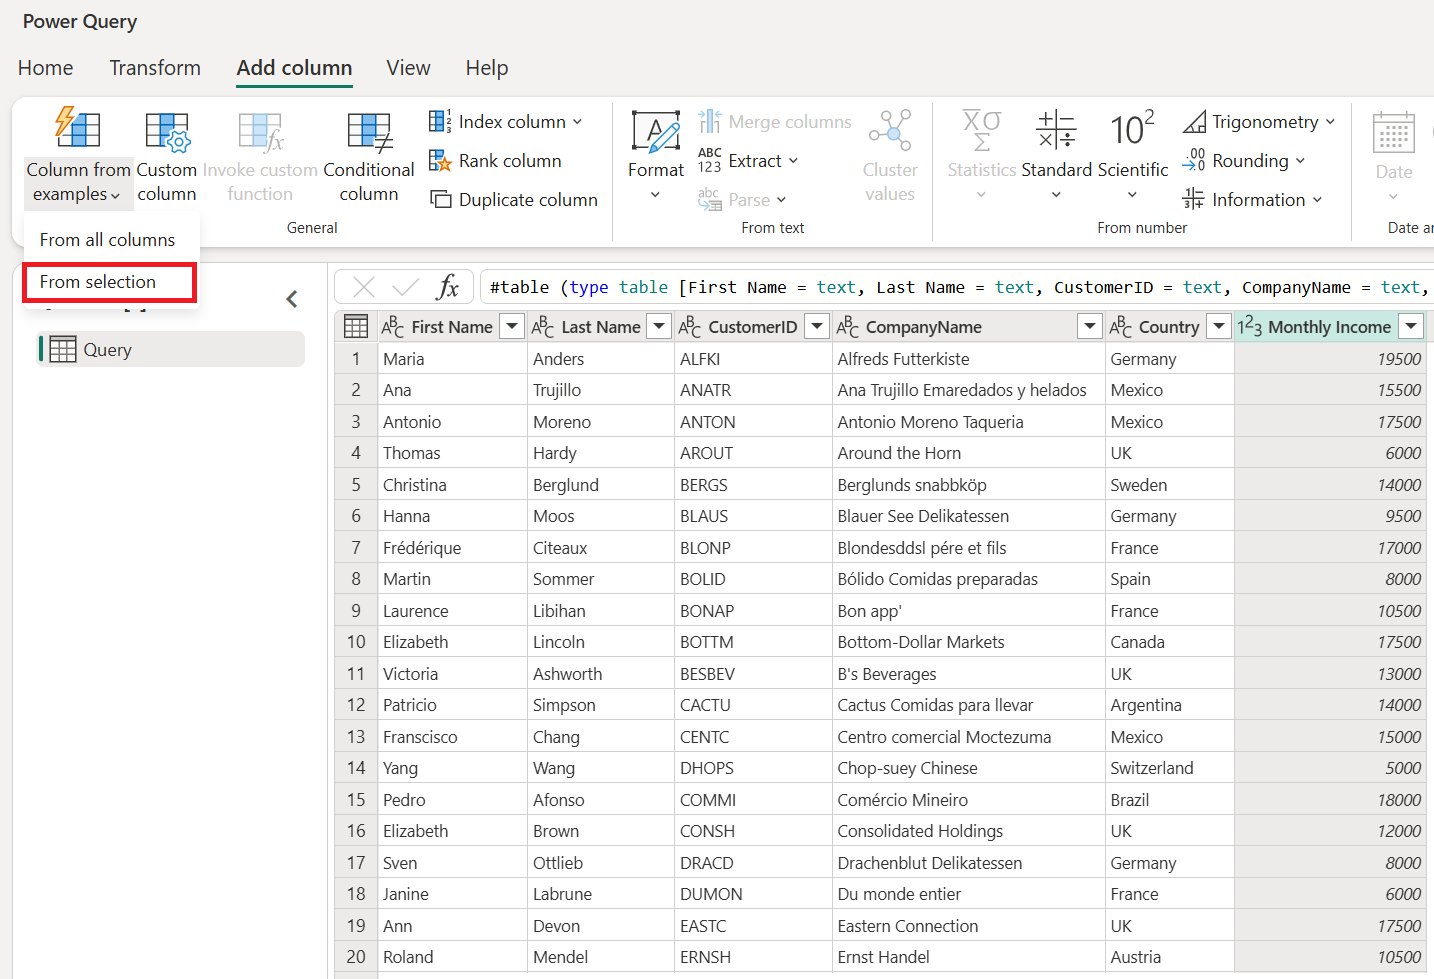 Power Query
Home Transform Add column View Help
Column from examples
Custom column
Invoke custom function
Conditional column
Index column
Rank column
Duplicate column
General
Format
Merge columns
ABC 123 Extract
abc Parse
Cluster values
From text
Statistics
Standard
10² Scientific
Trigonometry
.00 Rounding
Information
From number
Date
Date ar
From all columns
From selection
Query
fx #table (type table [First Name = text, Last Name = text, CustomerID = text, CompanyName = text,
ABC First Name ABC Last Name ABC CustomerID ABC CompanyName ABC Country 123 Monthly Income
1 Maria Anders ALFKI Alfreds Futterkiste Germany 19500
2 Ana Trujillo ANATR Ana Trujillo Emaredados y helados Mexico 15500
3 Antonio Moreno ANTON Antonio Moreno Taqueria Mexico 17500
4 Thomas Hardy AROUT Around the Horn UK 6000
5 Christina Berglund BERGS Berglunds snabbköp Sweden 14000
6 Hanna Moos BLAUS Blauer See Delikatessen Germany 9500
7 Frédérique Citeaux BLONP Blondesddsl pére et fils France 17000
8 Martin Sommer BOLID Bólido Comidas preparadas Spain 8000
9 Laurence Libihan BONAP Bon app' France 10500
10 Elizabeth Lincoln BOTTM Bottom-Dollar Markets Canada 17500
11 Victoria Ashworth BESBEV B's Beverages UK 13000
12 Patricio Simpson CACTU Cactus Comidas para llevar Argentina 14000
13 Franscisco Chang CENTC Centro comercial Moctezuma Mexico 15000
14 Yang Wang DHOPS Chop-suey Chinese Switzerland 5000
15 Pedro Afonso COMMI Comércio Mineiro Brazil 18000
16 Elizabeth Brown CONSH Consolidated Holdings UK 12000
17 Sven Ottlieb DRACD Drachenblut Delikatessen Germany 8000
18 Janine Labrune DUMON Du monde entier France 6000
19 Ann Devon EASTC Eastern Connection UK 17500
20 Roland Mendel ERNSH Ernst Handel Austria 10500